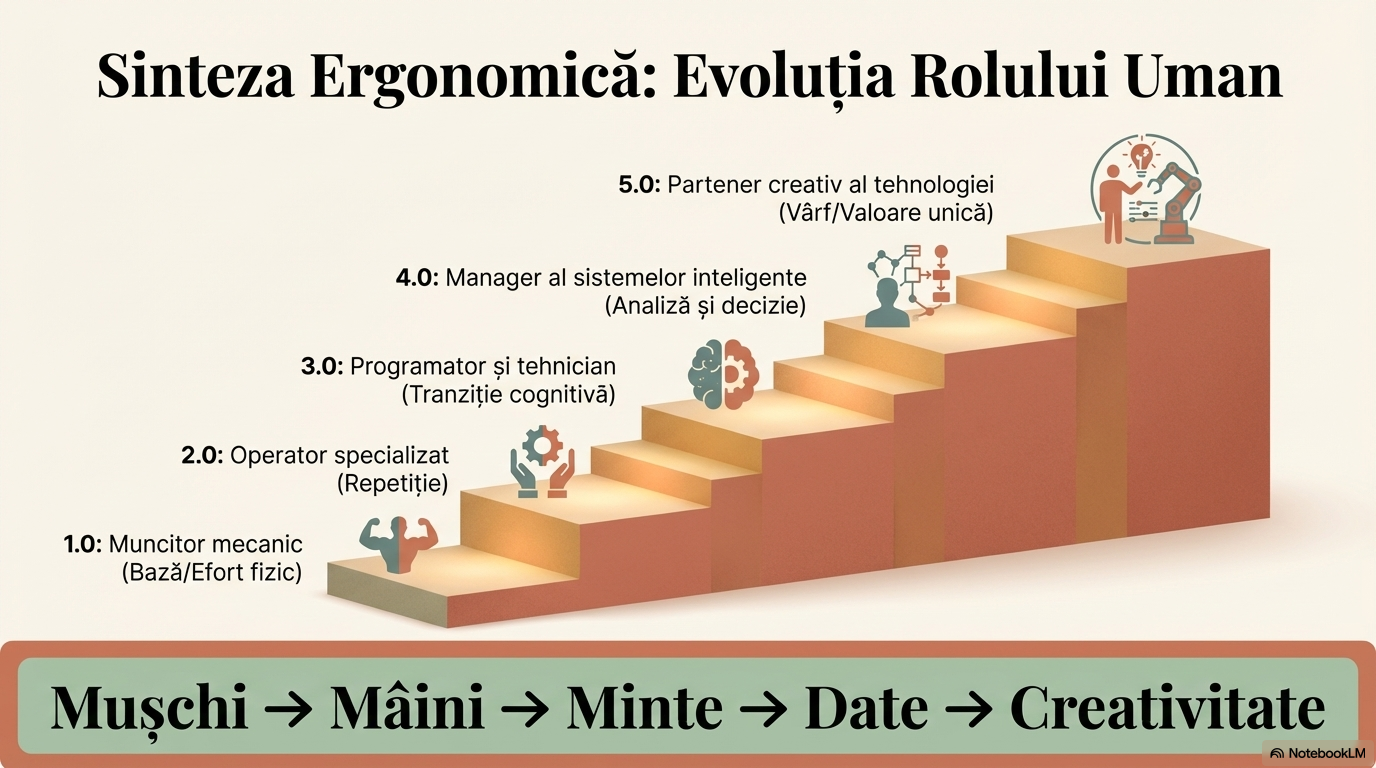 Sinteza Ergonomică: Evoluția Rolului Uman
5.0: Partener creativ al tehnologiei
(Vârf/Valoare unică)
4.0: Manager al sistemelor inteligente
(Analiză și decizie)
3.0: Programator și tehnician
(Tranziție cognitivă)
2.0: Operator specializat
(Repetiție)
1.0: Muncitor mecanic
(Bază/Efort fizic)
Mușchi → Mâini → Minte → Date → Creativitate
NotebookLM